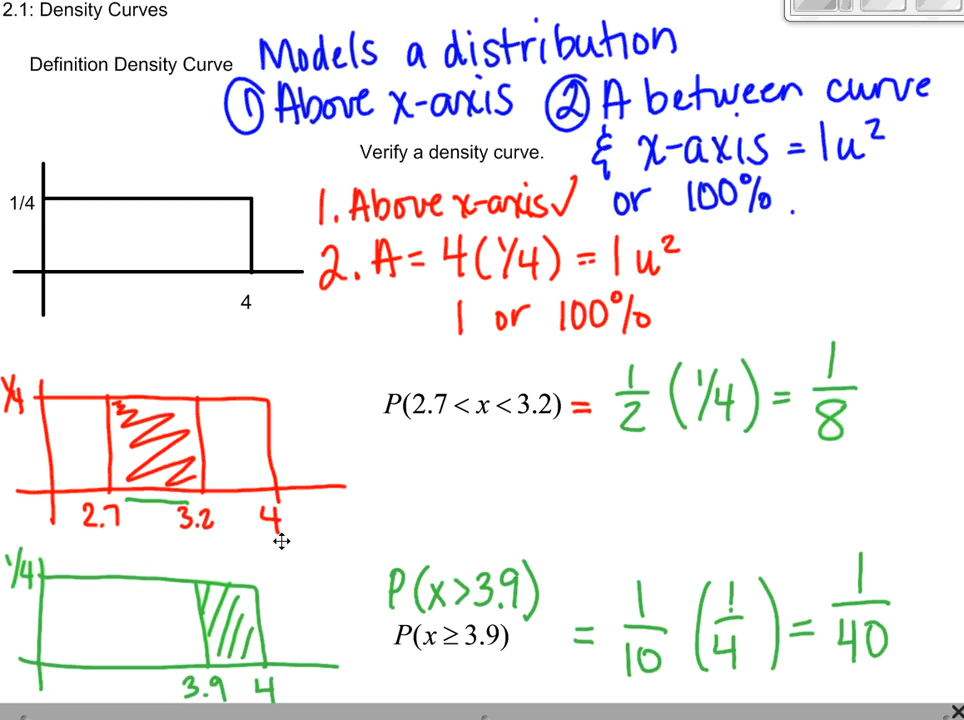 2.1: Density Curves
Definition Density Curve
Models a distribution
① Above x-axis ② A between curve
& x-axis = 1u²
or 100%.
Verify a density curve.
1/4
4
1. Above x-axis ✓
2. A = 4(1/4) = 1u²
1 or 100%
1/4
2.7 3.2 4
P(2.7 < x < 3.2) = 1/2 (1/4) = 1/8
1/4
3.9 4
P(x>3.9)
P(x ≥ 3.9) = 1/10 (1/4) = 1/40